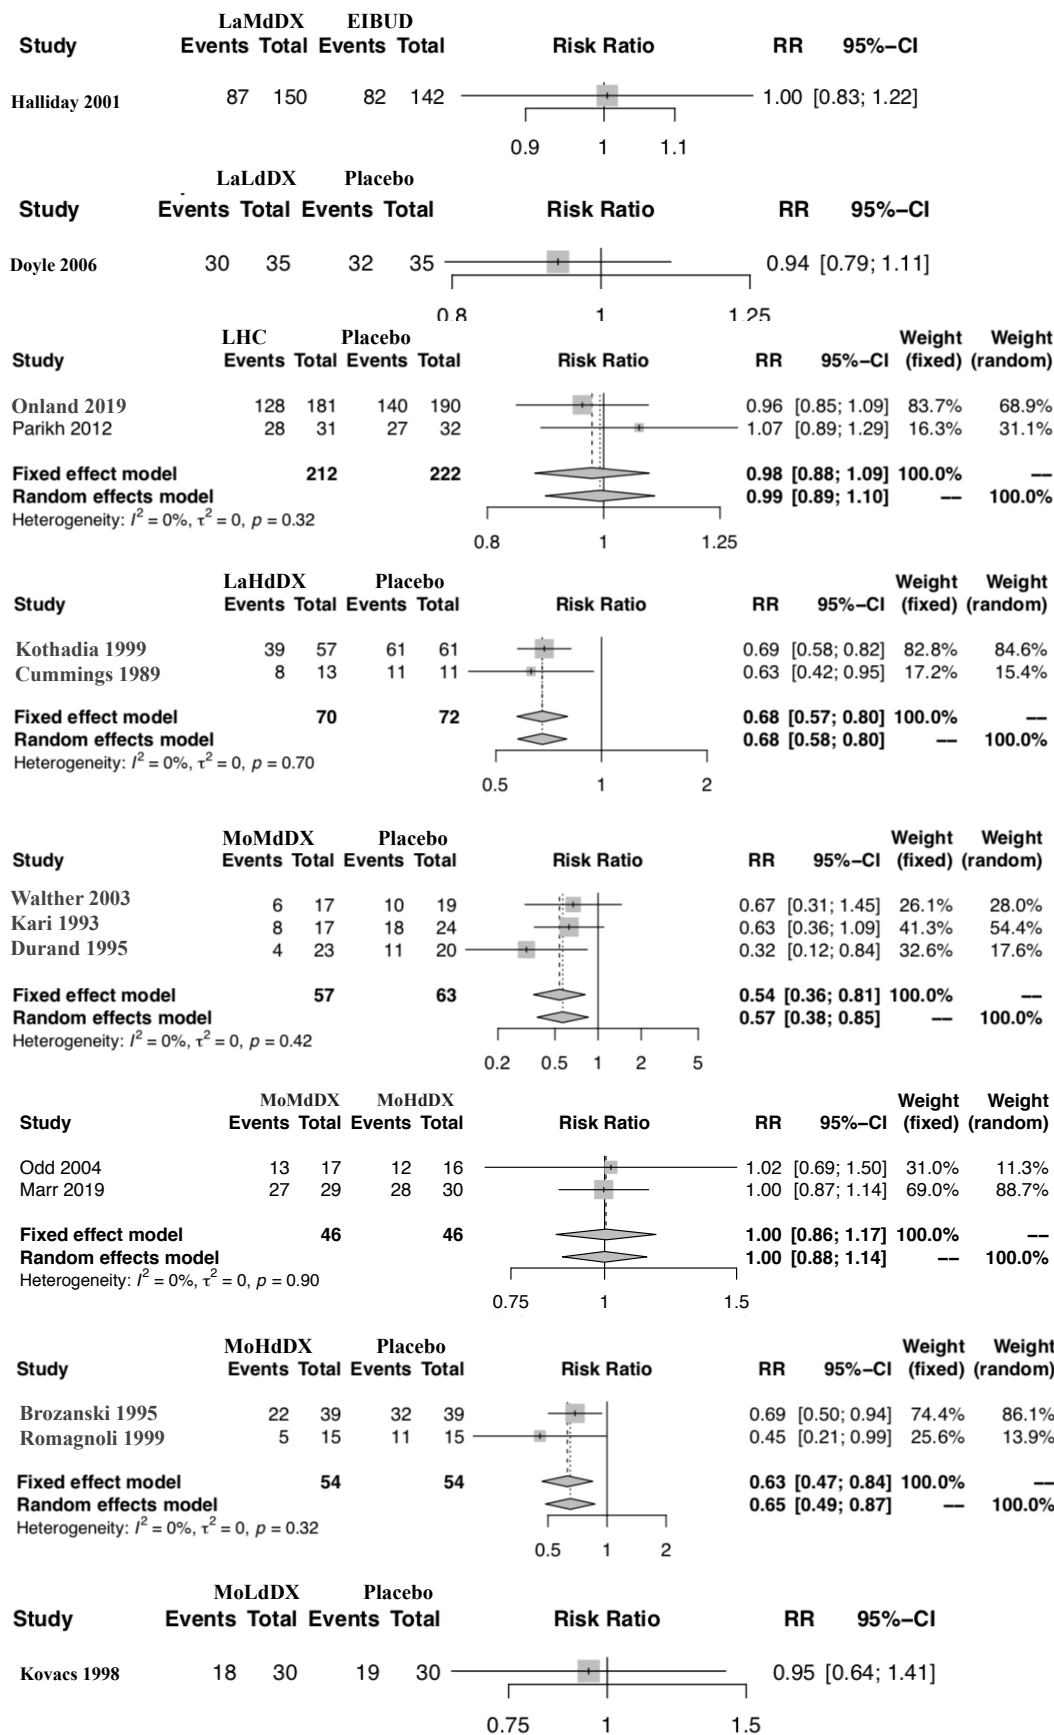 LaMdDX EIBUD
Study Events Total Events Total Risk Ratio RR 95%−CI
Halliday 2001 87 150 82 142 1.00 [0.83; 1.22]
0.9 1 1.1
LaLdDX Placebo
Study Events Total Events Total Risk Ratio RR 95%−CI
Doyle 2006 30 35 32 35 0.94 [0.79; 1.11]
0.8 1 1.25
LHC Placebo Weight Weight
Study Events Total Events Total Risk Ratio RR 95%−CI (fixed) (random)
Onland 2019 128 181 140 190 0.96 [0.85; 1.09] 83.7% 68.9%
Parikh 2012 28 31 27 32 1.07 [0.89; 1.29] 16.3% 31.1%
Fixed effect model 212 222 0.98 [0.88; 1.09] 100.0% −−
Random effects model 0.99 [0.89; 1.10] −− 100.0%
Heterogeneity: I² = 0%, τ² = 0, p = 0.32
0.8 1 1.25
LaHdDX Placebo Weight Weight
Study Events Total Events Total Risk Ratio RR 95%−CI (fixed) (random)
Kothadia 1999 39 57 61 61 0.69 [0.58; 0.82] 82.8% 84.6%
Cummings 1989 8 13 11 11 0.63 [0.42; 0.95] 17.2% 15.4%
Fixed effect model 70 72 0.68 [0.57; 0.80] 100.0% −−
Random effects model 0.68 [0.58; 0.80] −− 100.0%
Heterogeneity: I² = 0%, τ² = 0, p = 0.70
0.5 1 2
MoMdDX Placebo Weight Weight
Study Events Total Events Total Risk Ratio RR 95%−CI (fixed) (random)
Walther 2003 6 17 10 19 0.67 [0.31; 1.45] 26.1% 28.0%
Kari 1993 8 17 18 24 0.63 [0.36; 1.09] 41.3% 54.4%
Durand 1995 4 23 11 20 0.32 [0.12; 0.84] 32.6% 17.6%
Fixed effect model 57 63 0.54 [0.36; 0.81] 100.0% −−
Random effects model 0.57 [0.38; 0.85] −− 100.0%
Heterogeneity: I² = 0%, τ² = 0, p = 0.42
0.2 0.5 1 2 5
MoMdDX MoHdDX Weight Weight
Study Events Total Events Total Risk Ratio RR 95%−CI (fixed) (random)
Odd 2004 13 17 12 16 1.02 [0.69; 1.50] 31.0% 11.3%
Marr 2019 27 29 28 30 1.00 [0.87; 1.14] 69.0% 88.7%
Fixed effect model 46 46 1.00 [0.86; 1.17] 100.0% −−
Random effects model 1.00 [0.88; 1.14] −− 100.0%
Heterogeneity: I² = 0%, τ² = 0, p = 0.90
0.75 1 1.5
MoHdDX Placebo Weight Weight
Study Events Total Events Total Risk Ratio RR 95%−CI (fixed) (random)
Brozanski 1995 22 39 32 39 0.69 [0.50; 0.94] 74.4% 86.1%
Romagnoli 1999 5 15 11 15 0.45 [0.21; 0.99] 25.6% 13.9%
Fixed effect model 54 54 0.63 [0.47; 0.84] 100.0% −−
Random effects model 0.65 [0.49; 0.87] −− 100.0%
Heterogeneity: I² = 0%, τ² = 0, p = 0.32
0.5 1 2
MoLdDX Placebo
Study Events Total Events Total Risk Ratio RR 95%−CI
Kovacs 1998 18 30 19 30 0.95 [0.64; 1.41]
0.75 1 1.5